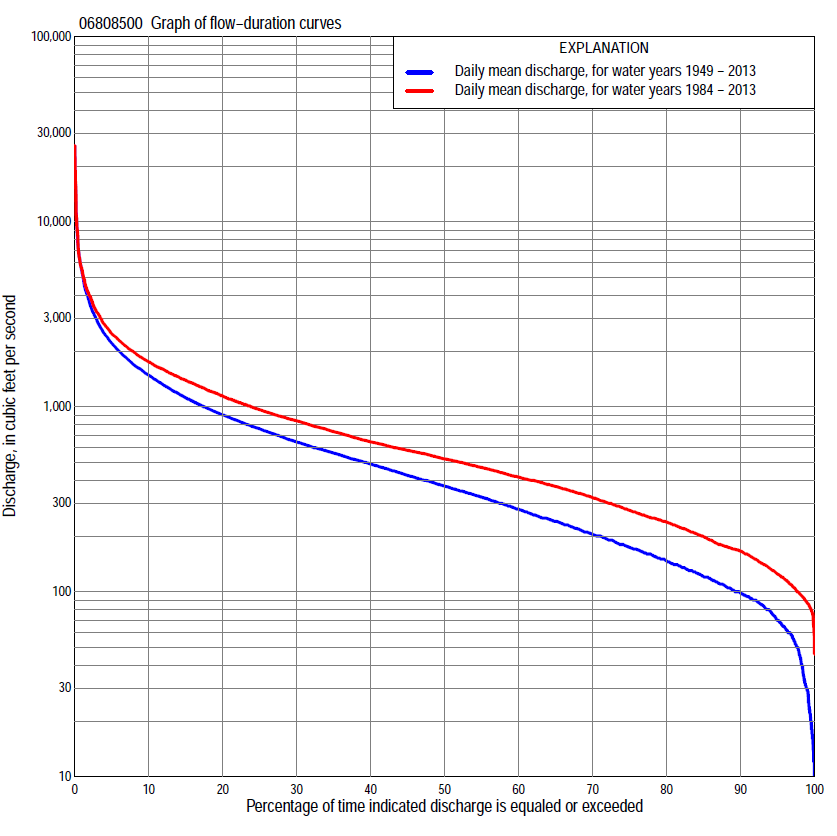 06808500 Graph of flow−duration curves
EXPLANATION
Daily mean discharge, for water years 1949 − 2013
Daily mean discharge, for water years 1984 − 2013
100,000
30,000
10,000
3,000
1,000
300
100
30
10
Discharge, in cubic feet per second
0 10 20 30 40 50 60 70 80 90 100
Percentage of time indicated discharge is equaled or exceeded